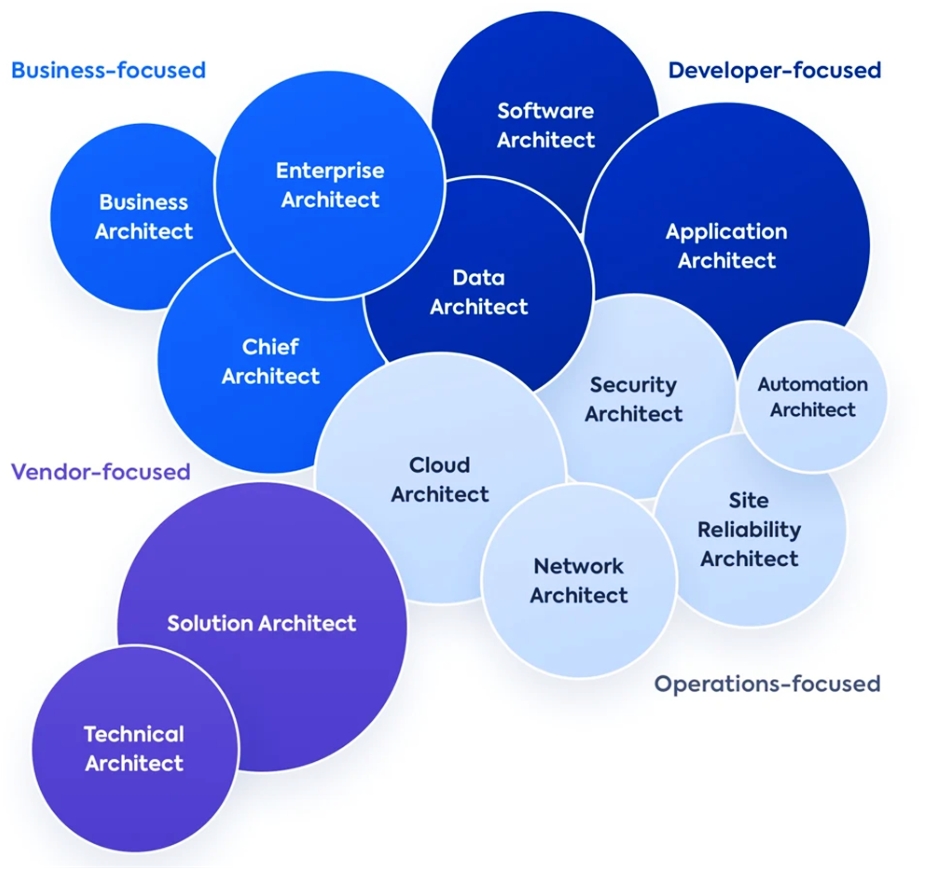 Business-focused
Developer-focused
Software
Architect
Enterprise
Architect
Business
Architect
Application
Architect
Data
Architect
Chief
Architect
Security
Architect
Automation
Architect
Vendor-focused
Cloud
Architect
Site
Reliability
Architect
Network
Architect
Solution Architect
Operations-focused
Technical
Architect